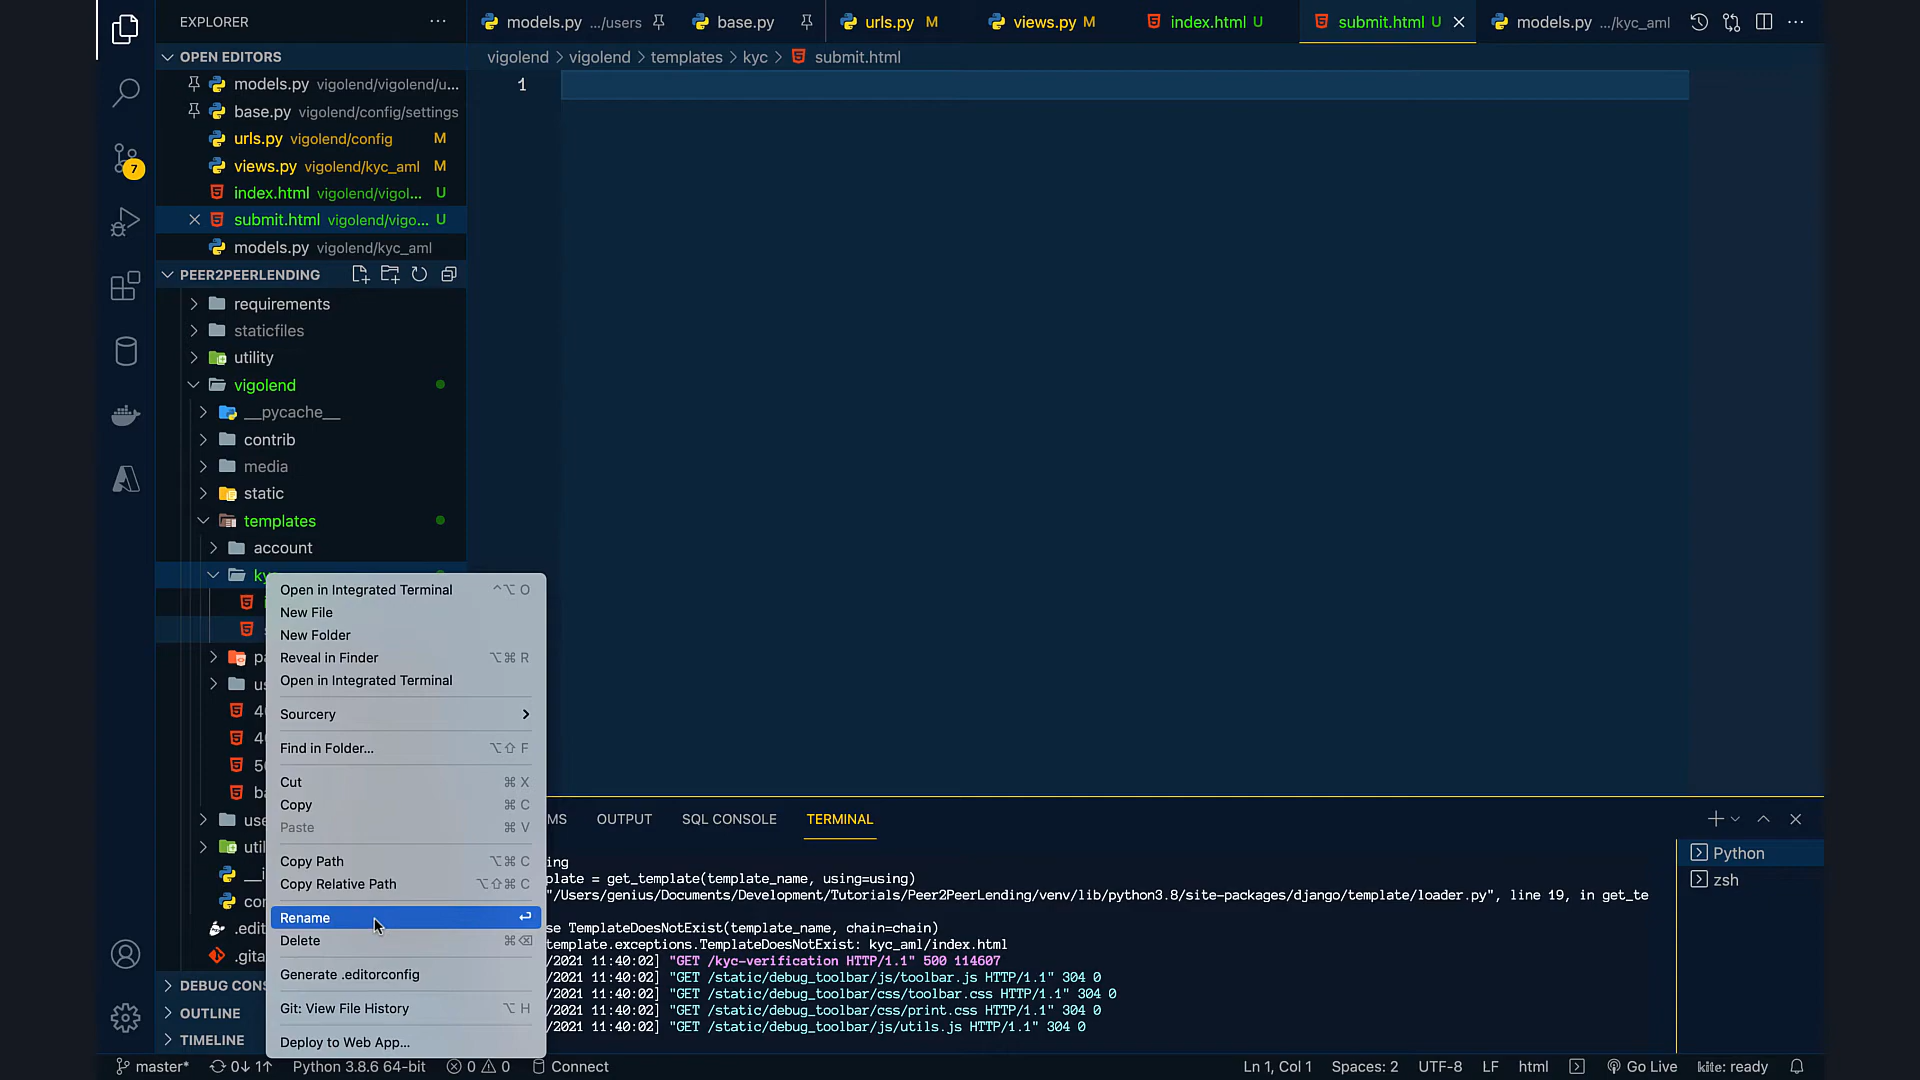 EXPLORER
models.py .../users
base.py
urls.py M
views.py M
index.html U
submit.html U
models.py .../kyc_aml
OPEN EDITORS
vigolend > vigolend > templates > kyc > submit.html
1
models.py vigolend/vigolend/u...
base.py vigolend/config/settings
urls.py vigolend/config M
views.py vigolend/kyc_aml M
index.html vigolend/vigol... U
submit.html vigolend/vigo... U
models.py vigolend/kyc_aml
7
PEER2PEERLENDING
requirements
staticfiles
utility
vigolend
__pycache__
contrib
media
static
templates
account
Open in Integrated Terminal ^⌥ O
New File
New Folder
Reveal in Finder ⌥⌘ R
Open in Integrated Terminal
Sourcery
Find in Folder... ⌥⇧ F
Cut ⌘ X
Copy ⌘ C
Paste ⌘ V
Copy Path ⌥⌘ C
Copy Relative Path ⌥⇧⌘ C
Rename ↩
Delete ⌘⌫
Generate .editorconfig
Git: View File History ⌥ H
Deploy to Web App...
DEBUG CON
OUTLINE
TIMELINE
MS
OUTPUT
SQL CONSOLE
TERMINAL
Python
zsh
ing
plate = get_template(template_name, using=using)
"/Users/genius/Documents/Development/Tutorials/Peer2PeerLending/venv/lib/python3.8/site-packages/django/template/loader.py", line 19, in get_te
se TemplateDoesNotExist(template_name, chain=chain)
template.exceptions.TemplateDoesNotExist: kyc_aml/index.html
/2021 11:40:02] "GET /kyc-verification HTTP/1.1" 500 114607
/2021 11:40:02] "GET /static/debug_toolbar/js/toolbar.js HTTP/1.1" 304 0
/2021 11:40:02] "GET /static/debug_toolbar/css/toolbar.css HTTP/1.1" 304 0
/2021 11:40:02] "GET /static/debug_toolbar/css/print.css HTTP/1.1" 304 0
/2021 11:40:02] "GET /static/debug_toolbar/js/utils.js HTTP/1.1" 304 0
master* 0↓ 1↑ Python 3.8.6 64-bit 0 0 Connect
Ln 1, Col 1 Spaces: 2 UTF-8 LF html Go Live kite: ready